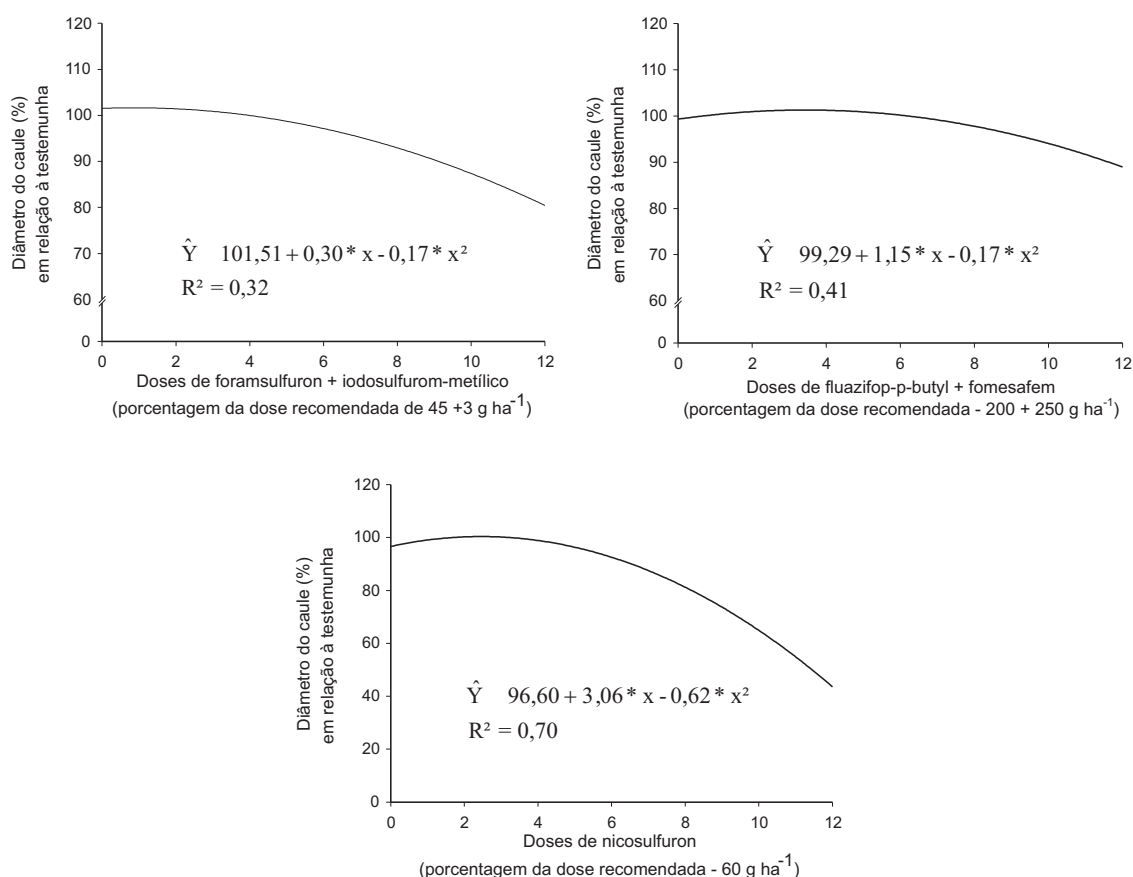 120
110
100
90
80
70
60
0
0 2 4 6 8 10 12
Diâmetro do caule (%)
em relação à testemunha
Ŷ 101,51 + 0,30* x - 0,17* x²
R² = 0,32
Doses de foramsulfuron + iodosulfurom-metílico
(porcentagem da dose recomendada de 45 +3 g ha⁻¹)
120
110
100
90
80
70
60
0
0 2 4 6 8 10 12
Diâmetro do caule (%)
em relação à testemunha
Ŷ 99,29 + 1,15* x - 0,17* x²
R² = 0,41
Doses de fluazifop-p-butyl + fomesafem
(porcentagem da dose recomendada - 200 + 250 g ha⁻¹)
120
100
80
60
40
20
0
0 2 4 6 8 10 12
Diâmetro do caule (%)
em relação à testemunha
Ŷ 96,60 + 3,06* x - 0,62* x²
R² = 0,70
Doses de nicosulfuron
(porcentagem da dose recomendada - 60 g ha⁻¹)